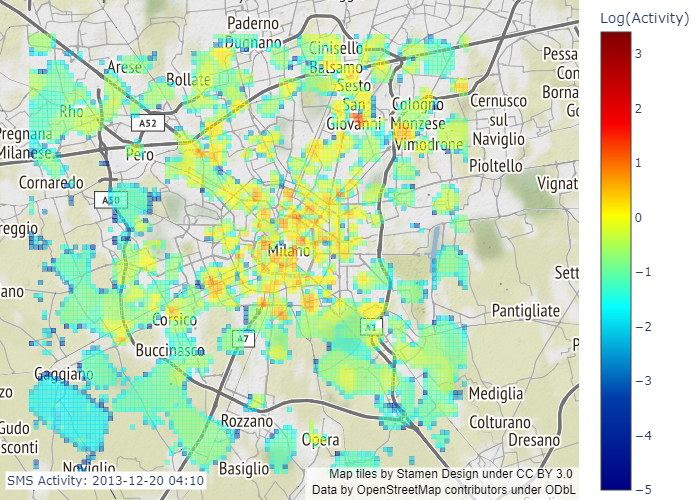 Log(Activity)
Paderno
Dugnano
Cinisello
Balsamo
Pessa
Con
Borna
Arese
Bollate
Sesto
San
Giovanni
Cologno
Monzese
Cernusco
sul
Naviglio
Rho
A52
Vimodrone
Pregnana
Milanese
Pero
Pioltello
Cornaredo
Vignat
A50
reggio
Milano
Sett
ano
Pantigliate
Corsico
A7
A1
Buccinasco
P
Gaggiano
zo
Mediglia
Gudo
sconti
Rozzano
Colturano
Dresano
Opera
Noviglio
Basiglio
SMS Activity: 2013-12-20 04:10
Map tiles by Stamen Design under CC BY 3.0
Data by OpenStreetMap contributors under ODbL
3
2
1
0
−1
−2
−3
−4
−5